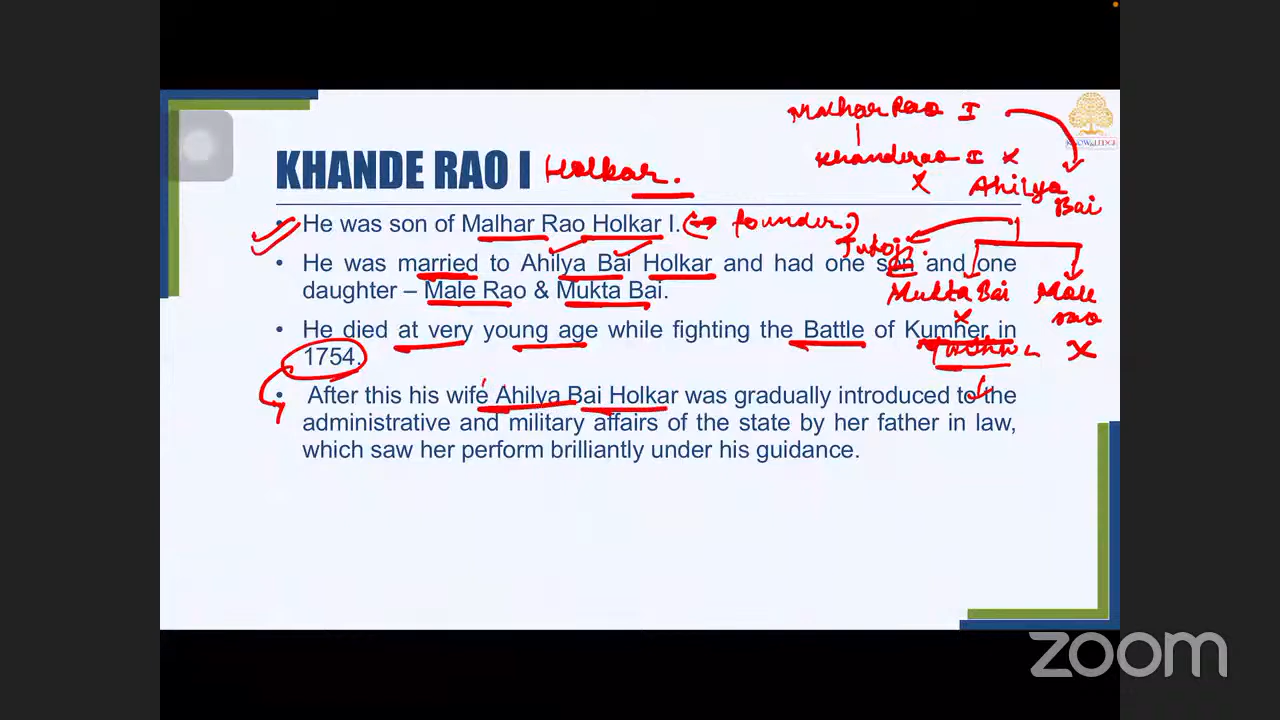 Malhar Rao I
Khanderao I x
x
Ahilya
Bai
KHANDE RAO I Holkar.
• He was son of Malhar Rao Holkar I. (→ founder.)
Tukoji.
• He was married to Ahilya Bai Holkar and had one son and one
daughter – Male Rao & Mukta Bai.
Mukta Bai
x
Male
rao
x
• He died at very young age while fighting the Battle of Kumher in
1754.
• After this his wife Ahilya Bai Holkar was gradually introduced to the
administrative and military affairs of the state by her father in law,
which saw her perform brilliantly under his guidance.
zoom